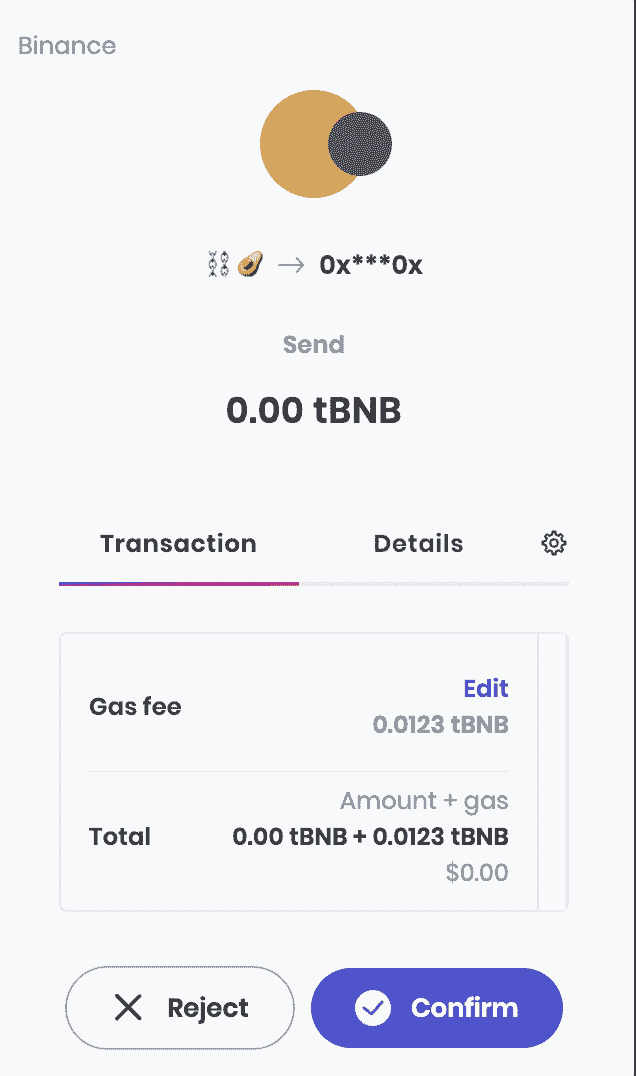 Binance
⛓️🥑 → 0x***0x
Send
0.00 tBNB
Transaction Details
Edit
Gas fee
0.0123 tBNB
Amount + gas
Total 0.00 tBNB + 0.0123 tBNB
$0.00
Reject Confirm